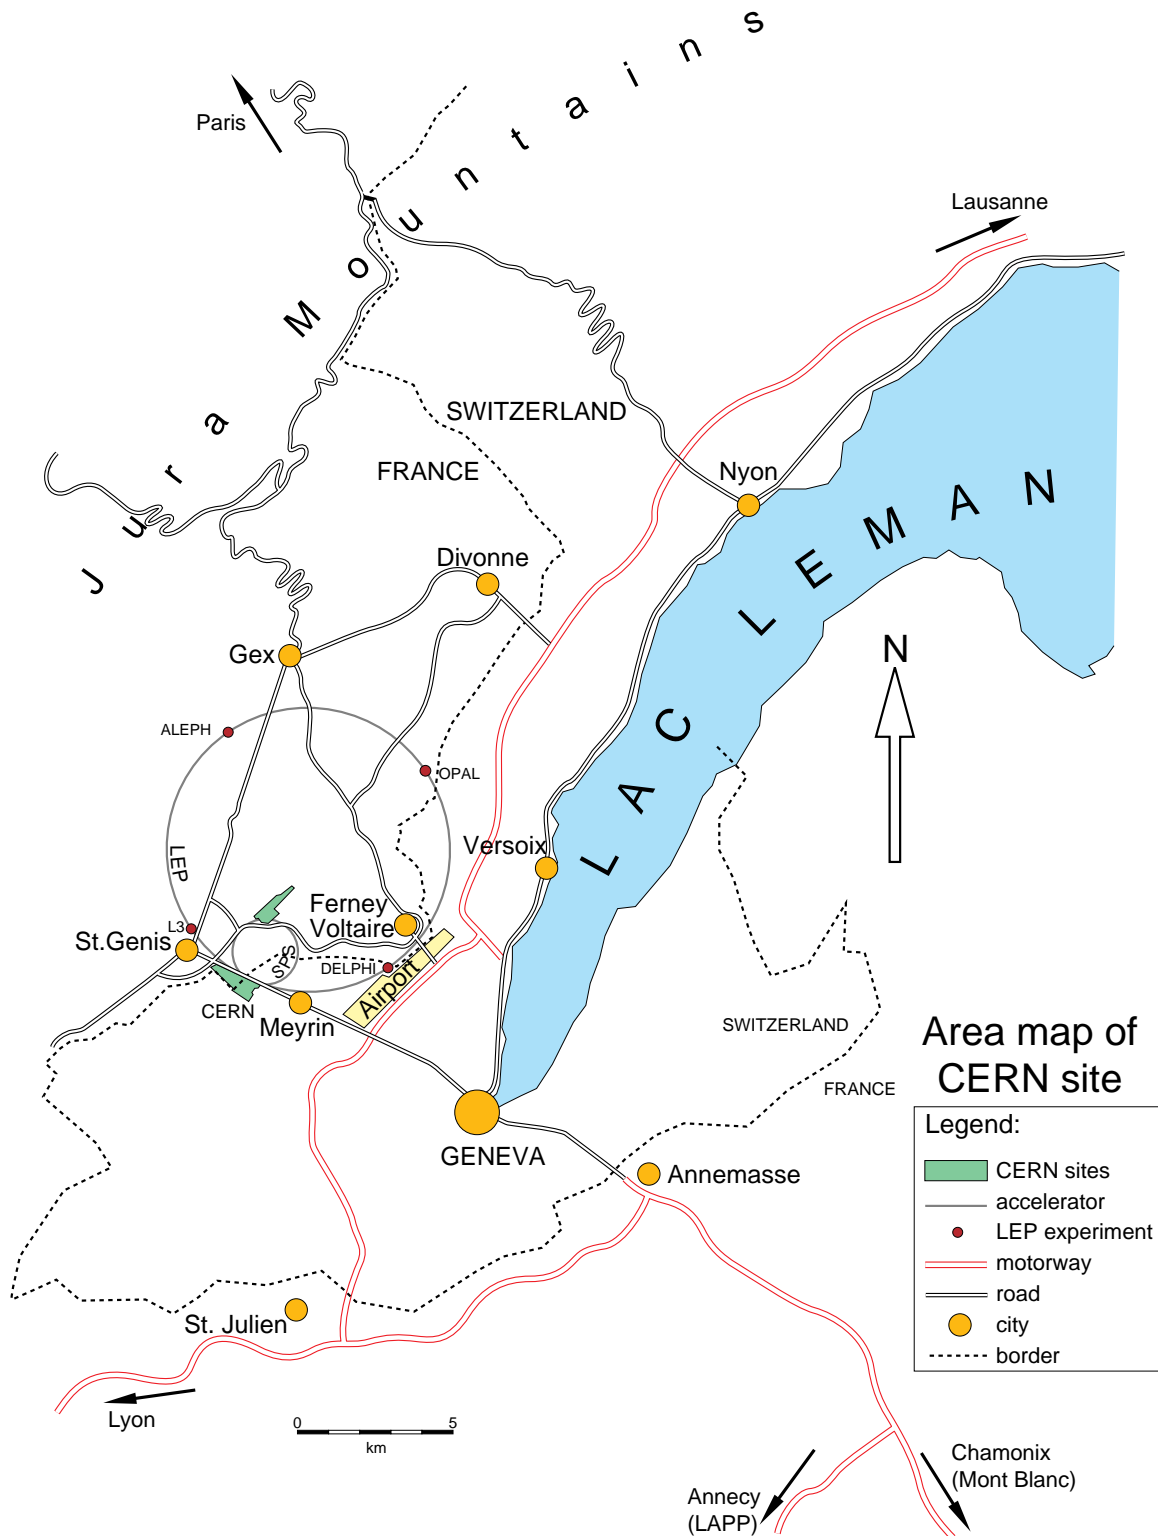 Jura Mountains
Paris
Lausanne
SWITZERLAND
FRANCE
Nyon
LAC LEMAN
Divonne
Gex
N
ALEPH
OPAL
LEP
Versoix
Ferney
Voltaire
L3
St.Genis
SPS
DELPHI
Airport
CERN
Meyrin
SWITZERLAND
FRANCE
GENEVA
Annemasse
St. Julien
Lyon
0 5
km
Annecy
(LAPP)
Chamonix
(Mont Blanc)
Area map of
CERN site
Legend:
CERN sites
accelerator
LEP experiment
motorway
road
city
border